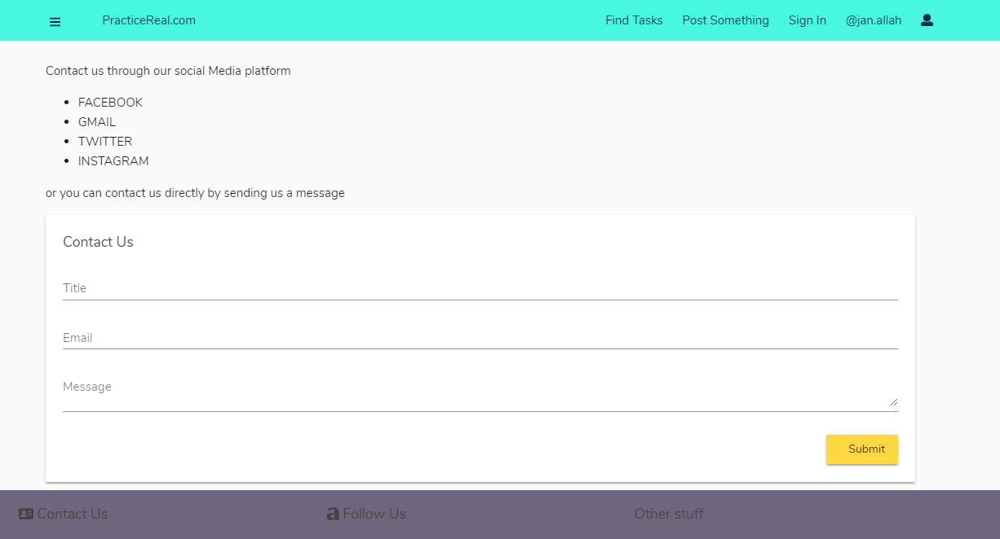 PracticeReal.com Find Tasks Post Something Sign In @jan.allah
Contact us through our social Media platform
FACEBOOK
GMAIL
TWITTER
INSTAGRAM
or you can contact us directly by sending us a message
Contact Us
Title
Email
Message
Submit
Contact Us Follow Us Other stuff